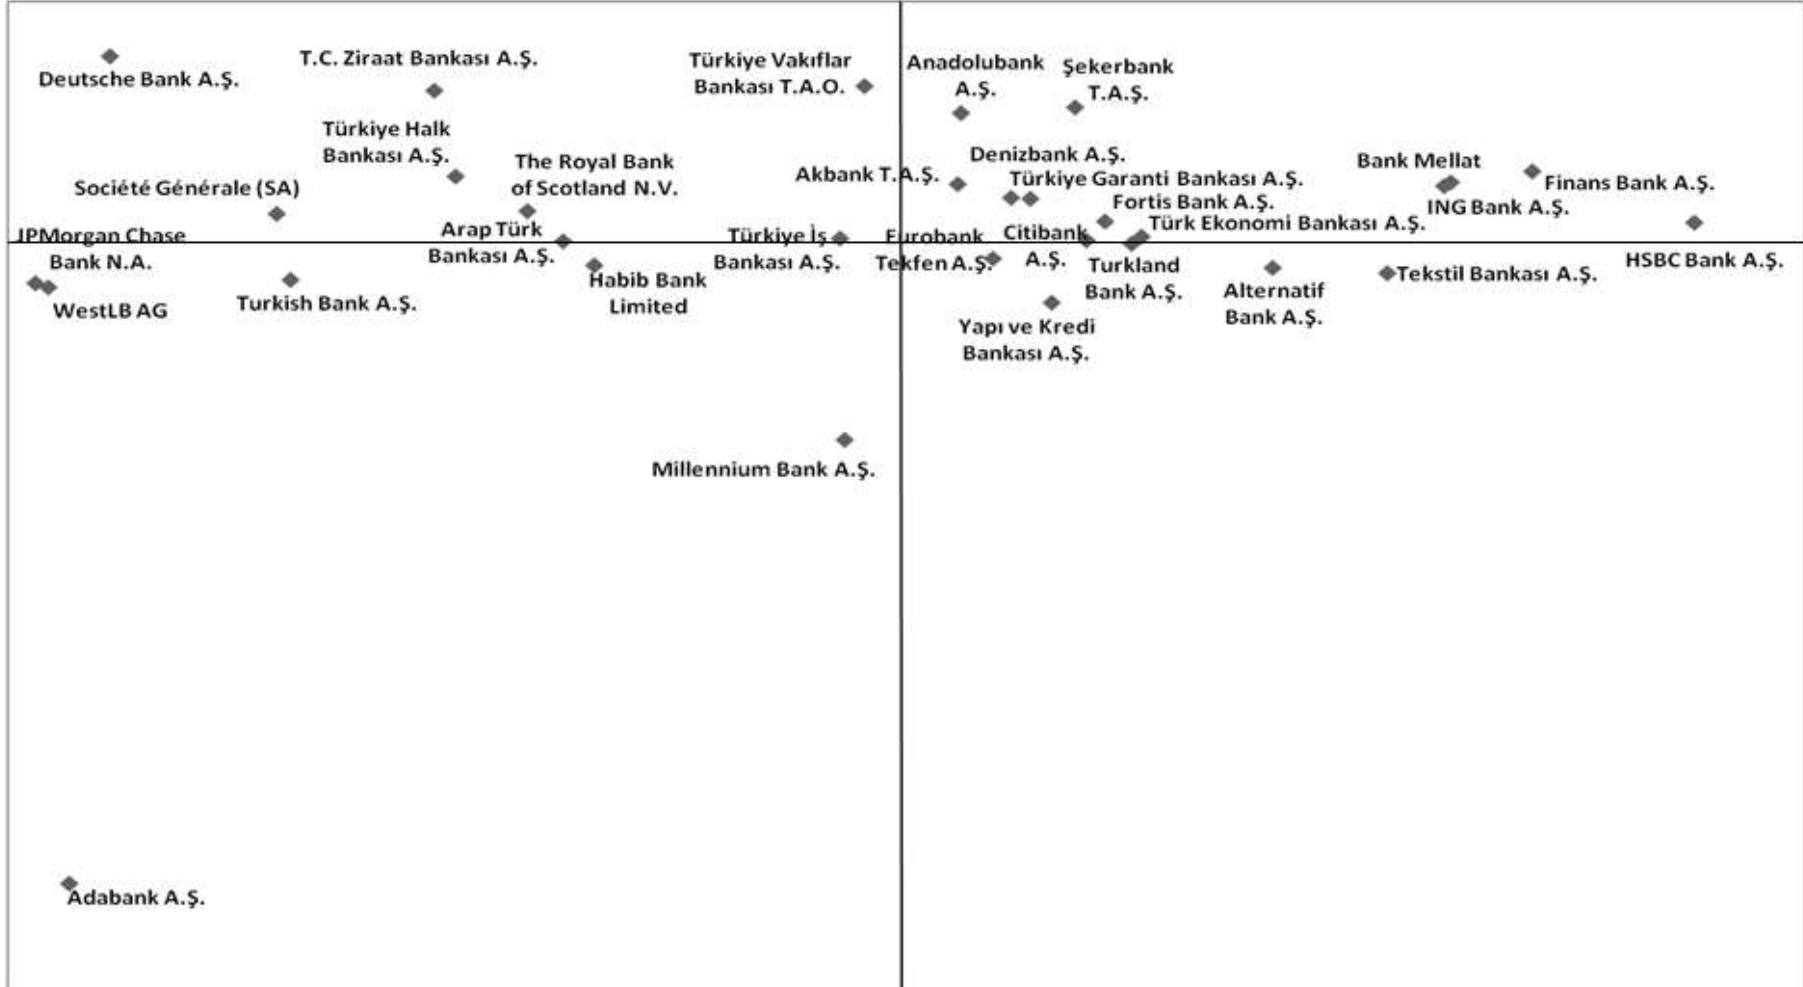 Deutsche Bank A.Ş.
T.C. Ziraat Bankası A.Ş.
Türkiye Vakıflar
Bankası T.A.O.
Anadolubank
A.Ş.
Şekerbank
T.A.Ş.
Türkiye Halk
Bankası A.Ş.
The Royal Bank
of Scotland N.V.
Société Générale (SA)
Akbank T.A.Ş.
Denizbank A.Ş.
Türkiye Garanti Bankası A.Ş.
Fortis Bank A.Ş.
Türk Ekonomi Bankası A.Ş.
Bank Mellat
Finans Bank A.Ş.
ING Bank A.Ş.
JPMorgan Chase
Bank N.A.
Arap Türk
Bankası A.Ş.
Türkiye İş
Bankası A.Ş.
Eurobank
Tekfen A.Ş.
Citibank
A.Ş.
HSBC Bank A.Ş.
WestLB AG
Turkish Bank A.Ş.
Habib Bank
Limited
Turkland
Bank A.Ş.
Alternatif
Bank A.Ş.
Tekstil Bankası A.Ş.
Yapı ve Kredi
Bankası A.Ş.
Millennium Bank A.Ş.
Adabank A.Ş.